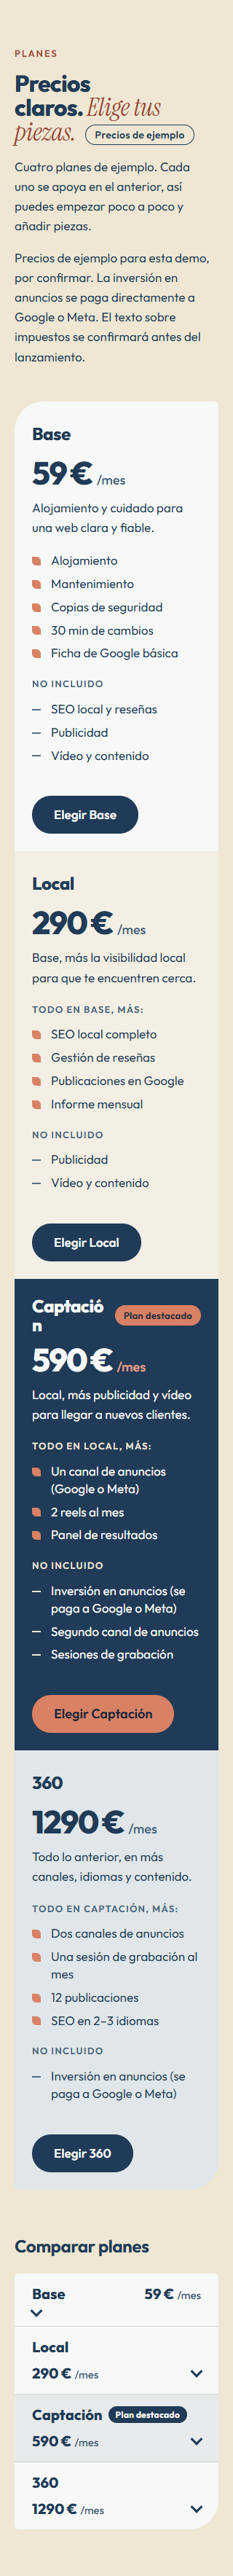 PLANES
Precios
claros. Elige tus
piezas. Precios de ejemplo
Cuatro planes de ejemplo. Cada
uno se apoya en el anterior, así
puedes empezar poco a poco y
añadir piezas.
Precios de ejemplo para esta demo,
por confirmar. La inversión en
anuncios se paga directamente a
Google o Meta. El texto sobre
impuestos se confirmará antes del
lanzamiento.
Base
59 € /mes
Alojamiento y cuidado para
una web clara y fiable.
Alojamiento
Mantenimiento
Copias de seguridad
30 min de cambios
Ficha de Google básica
NO INCLUIDO
— SEO local y reseñas
— Publicidad
— Vídeo y contenido
Elegir Base
Local
290 € /mes
Base, más la visibilidad local
para que te encuentren cerca.
TODO EN BASE, MÁS:
SEO local completo
Gestión de reseñas
Publicaciones en Google
Informe mensual
NO INCLUIDO
— Publicidad
— Vídeo y contenido
Elegir Local
Captació
n
Plan destacado
590 € /mes
Local, más publicidad y vídeo
para llegar a nuevos clientes.
TODO EN LOCAL, MÁS:
Un canal de anuncios
(Google o Meta)
2 reels al mes
Panel de resultados
NO INCLUIDO
— Inversión en anuncios (se
paga a Google o Meta)
— Segundo canal de anuncios
— Sesiones de grabación
Elegir Captación
360
1290 € /mes
Todo lo anterior, en más
canales, idiomas y contenido.
TODO EN CAPTACIÓN, MÁS:
Dos canales de anuncios
Una sesión de grabación al
mes
12 publicaciones
SEO en 2–3 idiomas
NO INCLUIDO
— Inversión en anuncios (se
paga a Google o Meta)
Elegir 360
Comparar planes
Base 59 € /mes
Local
290 € /mes
Captación Plan destacado
590 € /mes
360
1290 € /mes